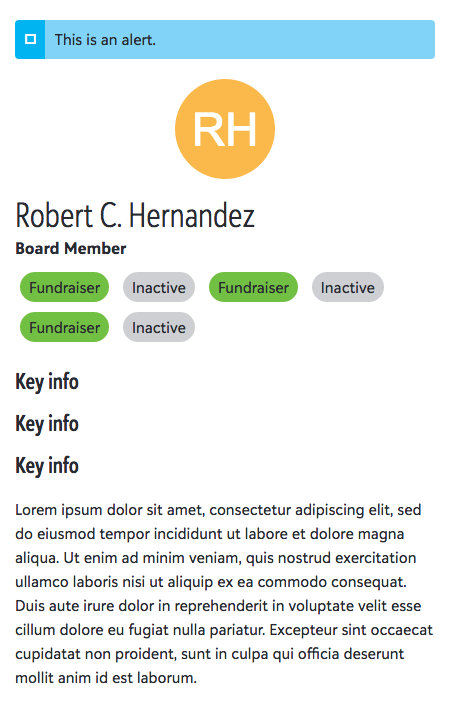 This is an alert.
RH
Robert C. Hernandez
Board Member
Fundraiser Inactive Fundraiser Inactive
Fundraiser Inactive
Key info
Key info
Key info
Lorem ipsum dolor sit amet, consectetur adipiscing elit, sed
do eiusmod tempor incididunt ut labore et dolore magna
aliqua. Ut enim ad minim veniam, quis nostrud exercitation
ullamco laboris nisi ut aliquip ex ea commodo consequat.
Duis aute irure dolor in reprehenderit in voluptate velit esse
cillum dolore eu fugiat nulla pariatur. Excepteur sint occaecat
cupidatat non proident, sunt in culpa qui officia deserunt
mollit anim id est laborum.